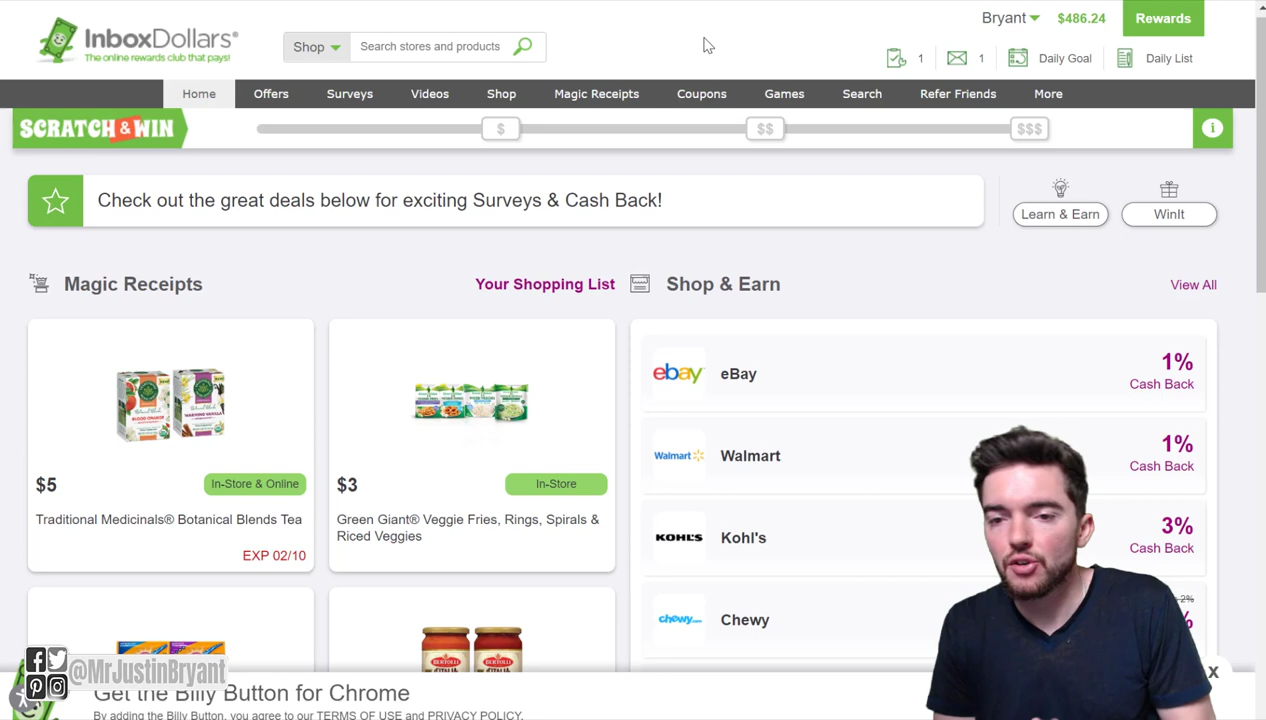 InboxDollars®
The online rewards club that pays!
Shop
Search stores and products
Bryant
$486.24
Rewards
1
1
Daily Goal
Daily List
Home
Offers
Surveys
Videos
Shop
Magic Receipts
Coupons
Games
Search
Refer Friends
More
SCRATCH & WIN
$
$$
$$$
i
Check out the great deals below for exciting Surveys & Cash Back!
Learn & Earn
WinIt
Magic Receipts
Your Shopping List
Shop & Earn
View All
$5
In-Store & Online
Traditional Medicinals® Botanical Blends Tea
EXP 02/10
$3
In-Store
Green Giant® Veggie Fries, Rings, Spirals &
Riced Veggies
ebay
eBay
1%
Cash Back
Walmart
Walmart
1%
Cash Back
KOHL'S
Kohl's
3%
Cash Back
chewy.com
Chewy
2%
%
BERTOLLI
BERTOLLI
@MrJustinBryant
Get the Billy Button for Chrome
By adding the Billy Button, you agree to our TERMS OF USE and PRIVACY POLICY.
X